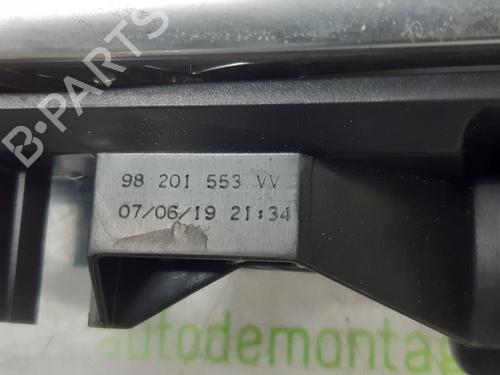 B·PARTS
98 201 553 VV
07/06/19 21:34
autodemontag